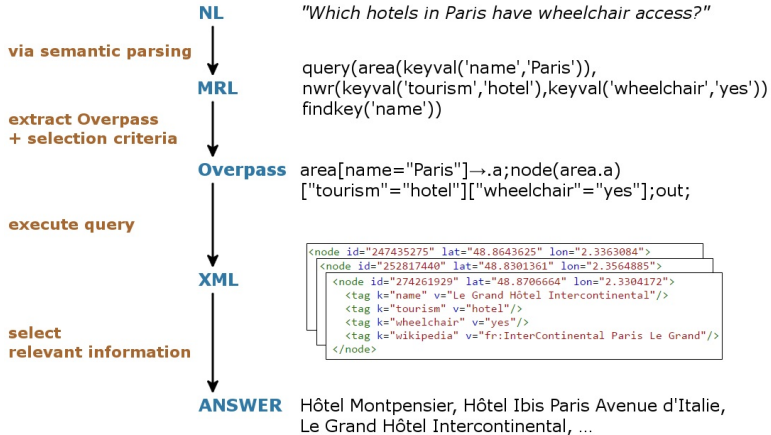 NL
"Which hotels in Paris have wheelchair access?"
via semantic parsing
MRL
query(area(keyval('name','Paris')),
nwr(keyval('tourism','hotel'),keyval('wheelchair','yes'))
findkey('name'))
extract Overpass
+ selection criteria
Overpass
area[name="Paris"]→.a;node(area.a)
["tourism"="hotel"]["wheelchair"="yes"];out;
execute query
XML
<node id="247435275" lat="48.8643625" lon="2.3363084">
<node id="252817440" lat="48.8301361" lon="2.3564885">
<node id="274261929" lat="48.8706664" lon="2.3304172">
<tag k="name" v="Le Grand Hôtel Intercontinental"/>
<tag k="tourism" v="hotel"/>
<tag k="wheelchair" v="yes"/>
<tag k="wikipedia" v="fr:InterContinental Paris Le Grand"/>
</node>
select
relevant information
ANSWER
Hôtel Montpensier, Hôtel Ibis Paris Avenue d'Italie,
Le Grand Hôtel Intercontinental, ...